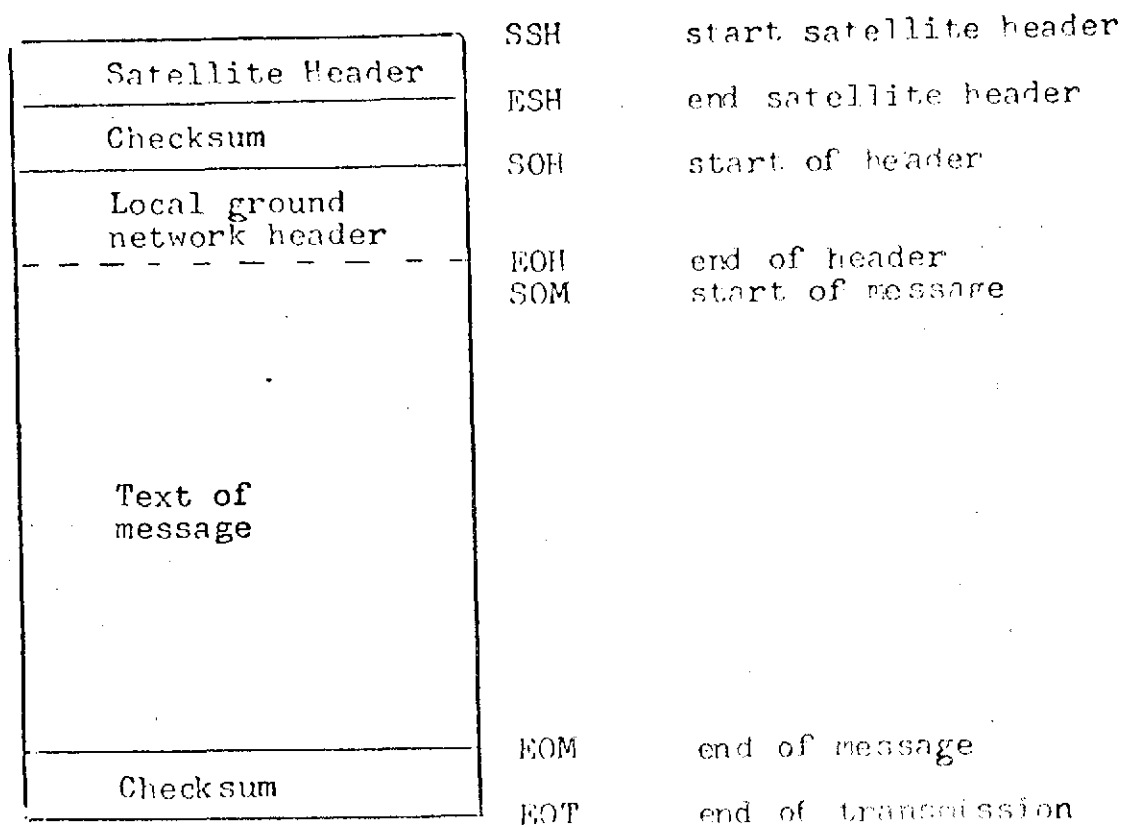 SSH start satellite header
Satellite Header
ESH end satellite header
Checksum
SOH start of header
Local ground
network header
EOH end of header
SOM start of message
Text of
message
EOM end of message
Checksum
EOT end of transmission